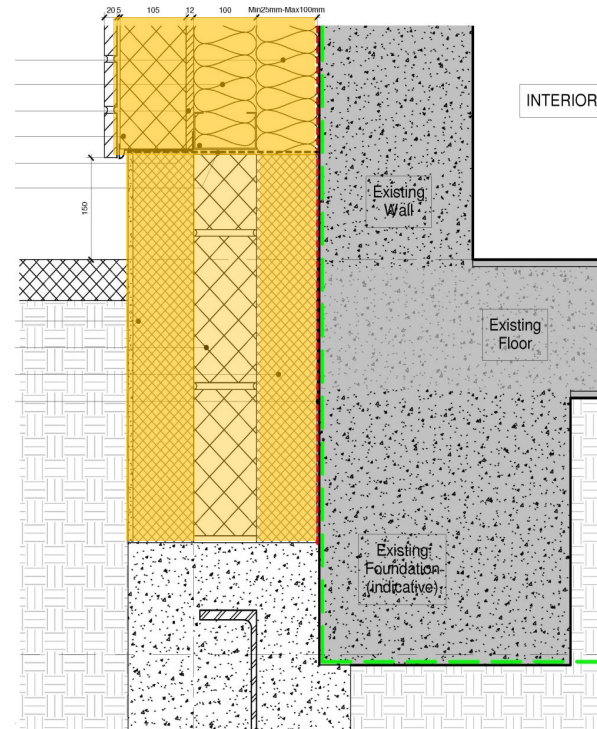 20 5 105 12 100 Min25mm-Max100mm
INTERIOR
Existing
Wall
150
Existing
Floor
Existing
Foundation
(indicative)